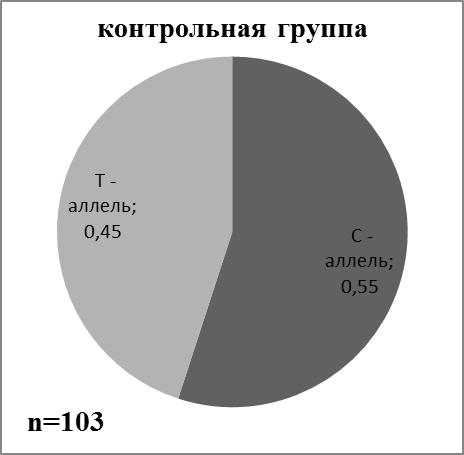 контрольная группа
Т -
аллель;
0,45
С -
аллель;
0,55
n=103